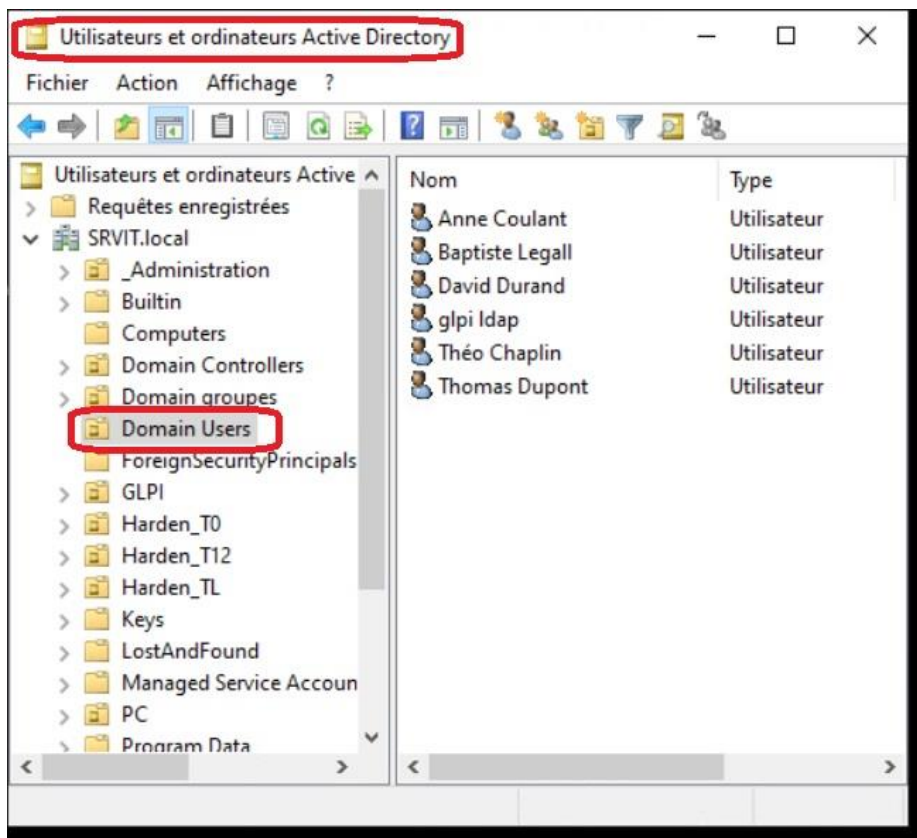 Utilisateurs et ordinateurs Active Directory
Fichier Action Affichage ?
Utilisateurs et ordinateurs Active
Requêtes enregistrées
SRVIT.local
_Administration
Builtin
Computers
Domain Controllers
Domain groupes
Domain Users
ForeignSecurityPrincipals
GLPI
Harden_T0
Harden_T12
Harden_TL
Keys
LostAndFound
Managed Service Accoun
PC
Program Data
Nom Type
Anne Coulant Utilisateur
Baptiste Legall Utilisateur
David Durand Utilisateur
glpi ldap Utilisateur
Théo Chaplin Utilisateur
Thomas Dupont Utilisateur